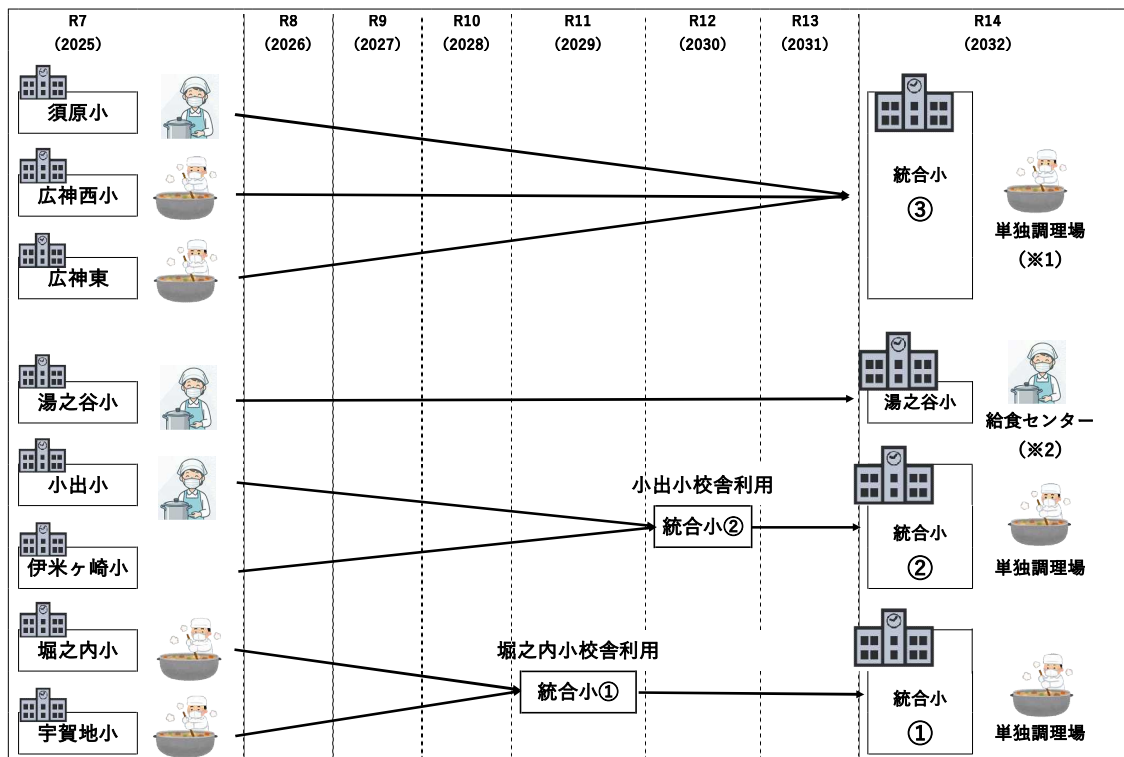 R7
(2025)
R8
(2026)
R9
(2027)
R10
(2028)
R11
(2029)
R12
(2030)
R13
(2031)
R14
(2032)
須原小
広神西小
広神東
統合小
③
単独調理場
(※1)
湯之谷小
湯之谷小
給食センター
(※2)
小出小
伊米ヶ崎小
小出小校舎利用
統合小②
統合小
②
単独調理場
堀之内小
宇賀地小
堀之内小校舎利用
統合小①
統合小
①
単独調理場